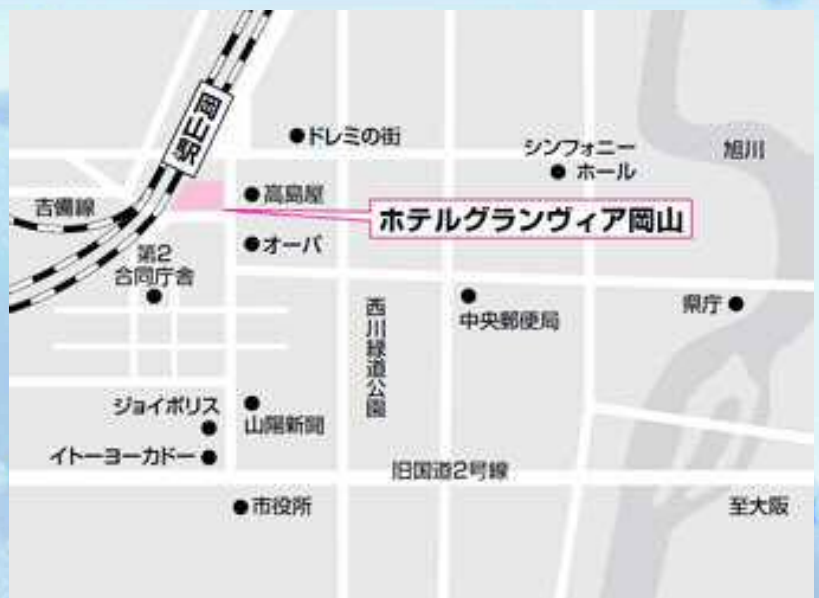 岡山駅
ドレミの街
シンフォニー
ホール
旭川
吉備線
高島屋
ホテルグランヴィア岡山
オーパ
第2
合同庁舎
西川緑道公園
中央郵便局
県庁
ジョイポリス
山陽新聞
イトーヨーカドー
旧国道2号線
市役所
至大阪